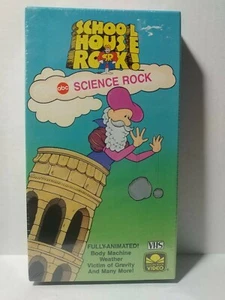 SCHOOL
HOUSE
ROCK!
abc SCIENCE ROCK
FULLY-ANIMATED!
Body Machine
Weather
Victim of Gravity
And Many More!
VHS
VIDEO